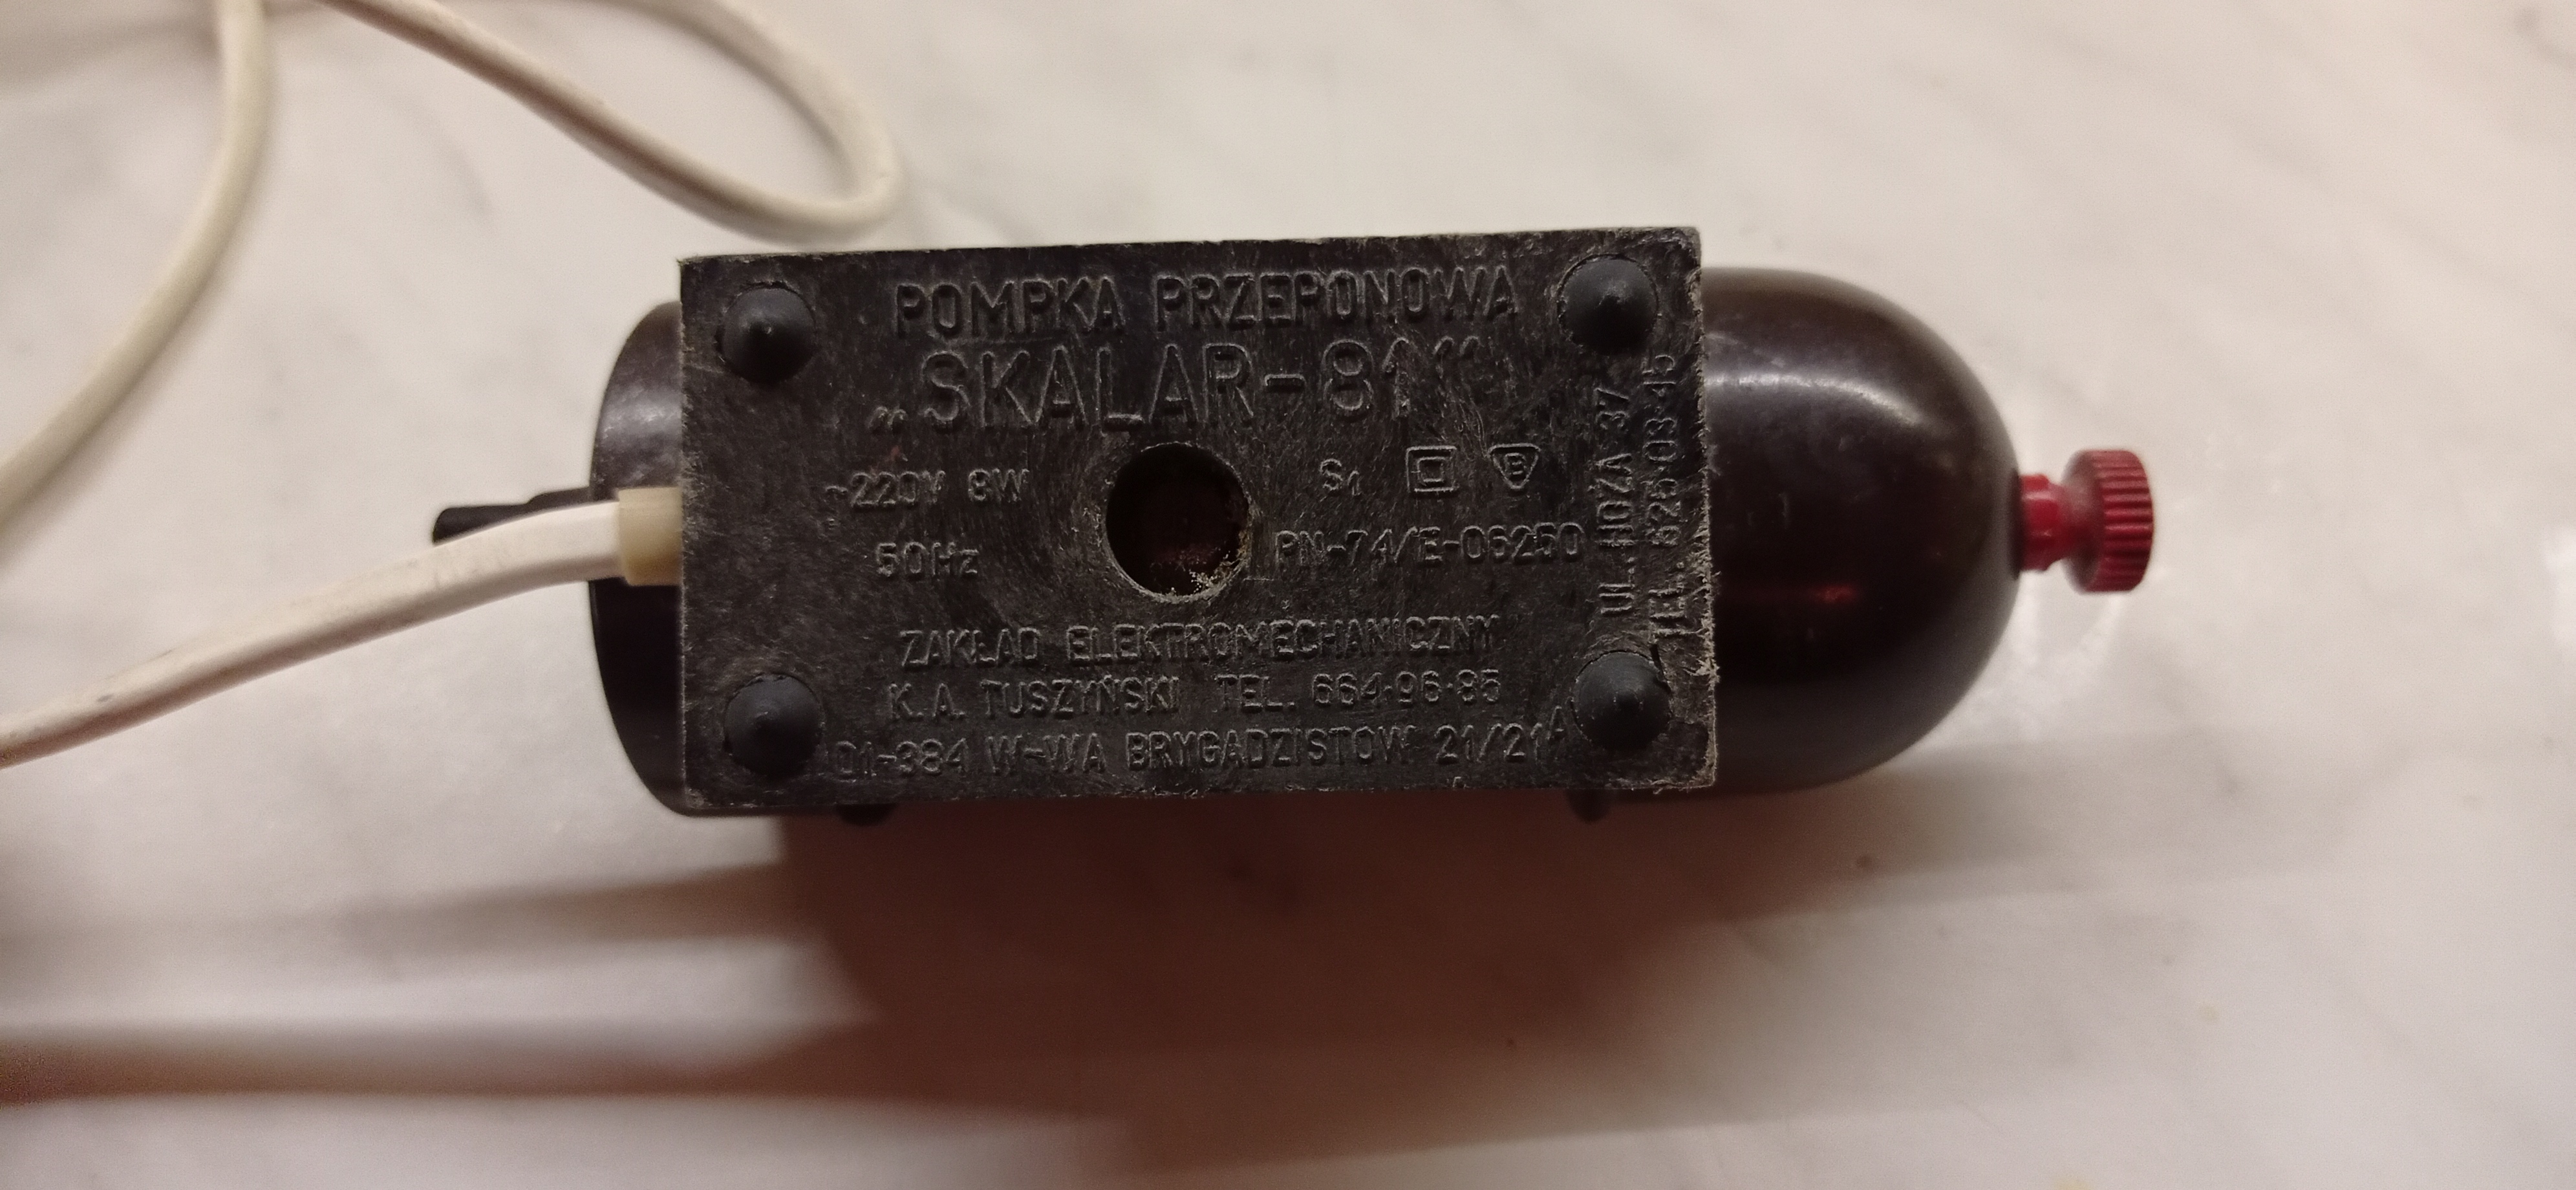 POMPKA PRZEPONOWA
„SKALAR-81“
~220V 8W
50Hz
S1 B
PN-74/E-06250
ZAKŁAD ELEKTROMECHANICZNY
K. A. TUSZYŃSKI TEL. 664·96·85
01-384 W-WA BRYGADZISTÓW 21/21A
UL. HOŻA 37
TEL. 625·03·45